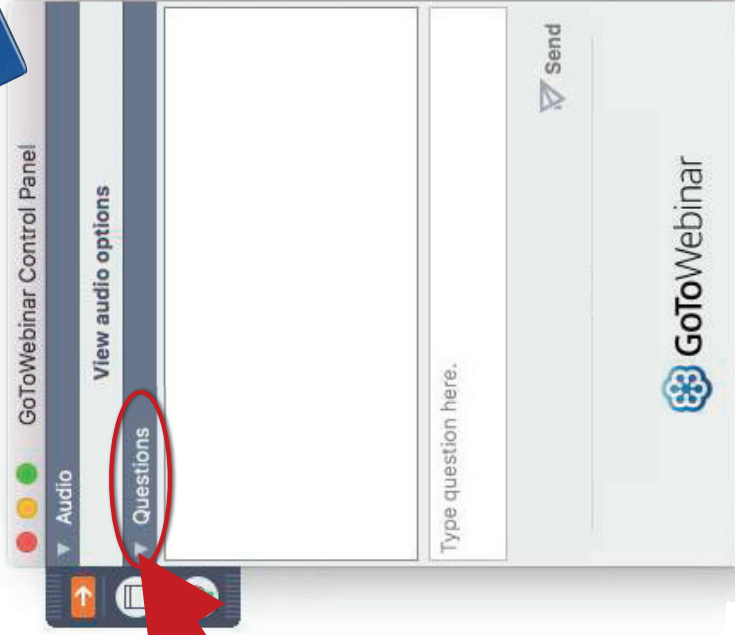 GoToWebinar Control Panel
Audio
View audio options
Questions
Type question here.
Send
GoToWebinar